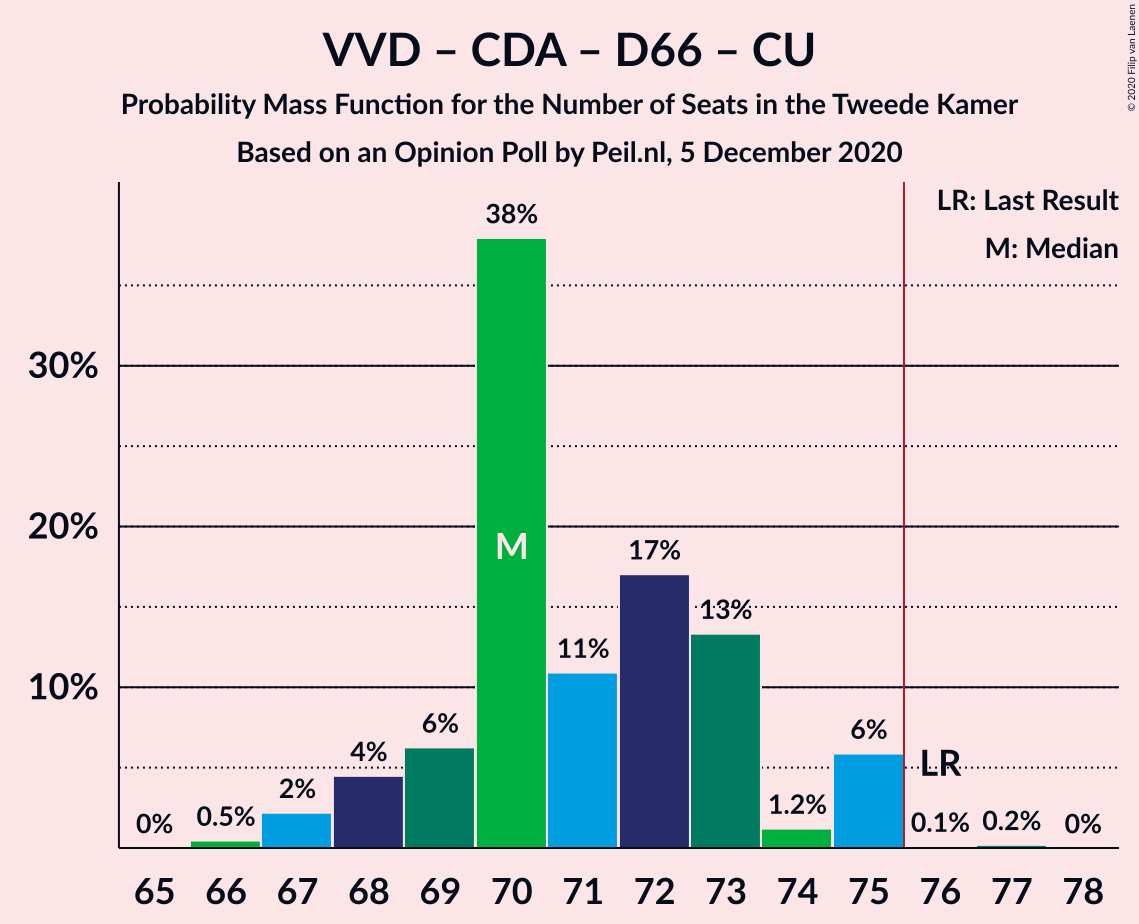 VVD – CDA – D66 – CU
Probability Mass Function for the Number of Seats in the Tweede Kamer
Based on an Opinion Poll by Peil.nl, 5 December 2020
© 2020 Filip van Laenen
LR: Last Result
M: Median
38%
30%
M
20%
17%
13%
11%
10%
6%
6%
4%
LR
2%
1.2%
0%
0.5%
0.1%
0.2%
0%
65 66 67 68 69 70 71 72 73 74 75 76 77 78